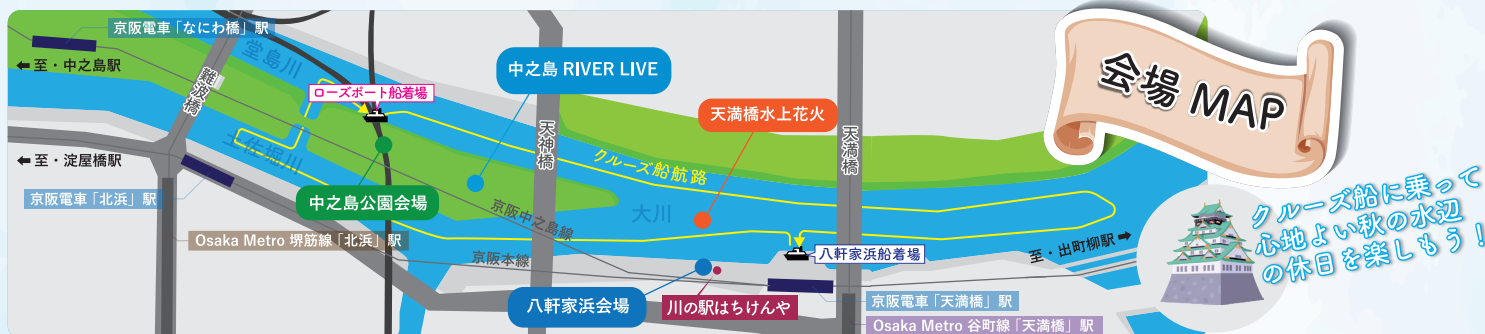 京阪電車「なにわ橋」駅
⬅至・中之島駅
難波橋
堂島川
ローズポート船着場
中之島 RIVER LIVE
天神橋
天満橋水上花火
天満橋
会場 MAP
土佐堀川
⬅至・淀屋橋駅
京阪電車「北浜」駅
中之島公園会場
クルーズ船航路
大川
京阪中之島線
Osaka Metro 堺筋線「北浜」駅
京阪本線
八軒家浜船着場
至・出町柳駅➡
八軒家浜会場
川の駅はちけんや
京阪電車「天満橋」駅
Osaka Metro 谷町線「天満橋」駅
クルーズ船に乗って
心地よい秋の水辺
の休日を楽しもう!